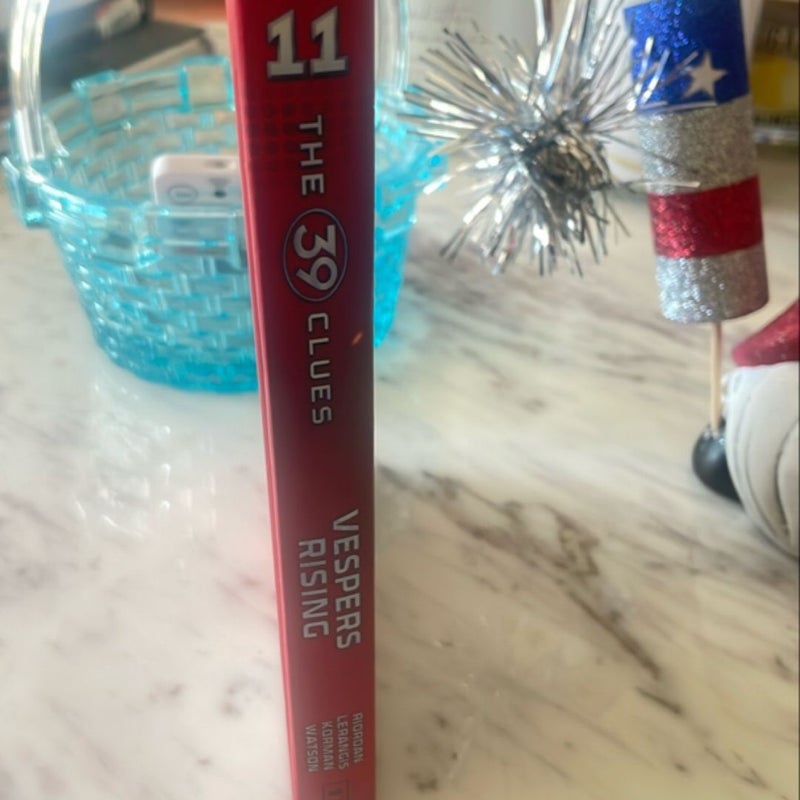 11
THE 39 CLUES
VESPERS
RISING
RIORDAN
LERANGIS
KORMAN
WATSON